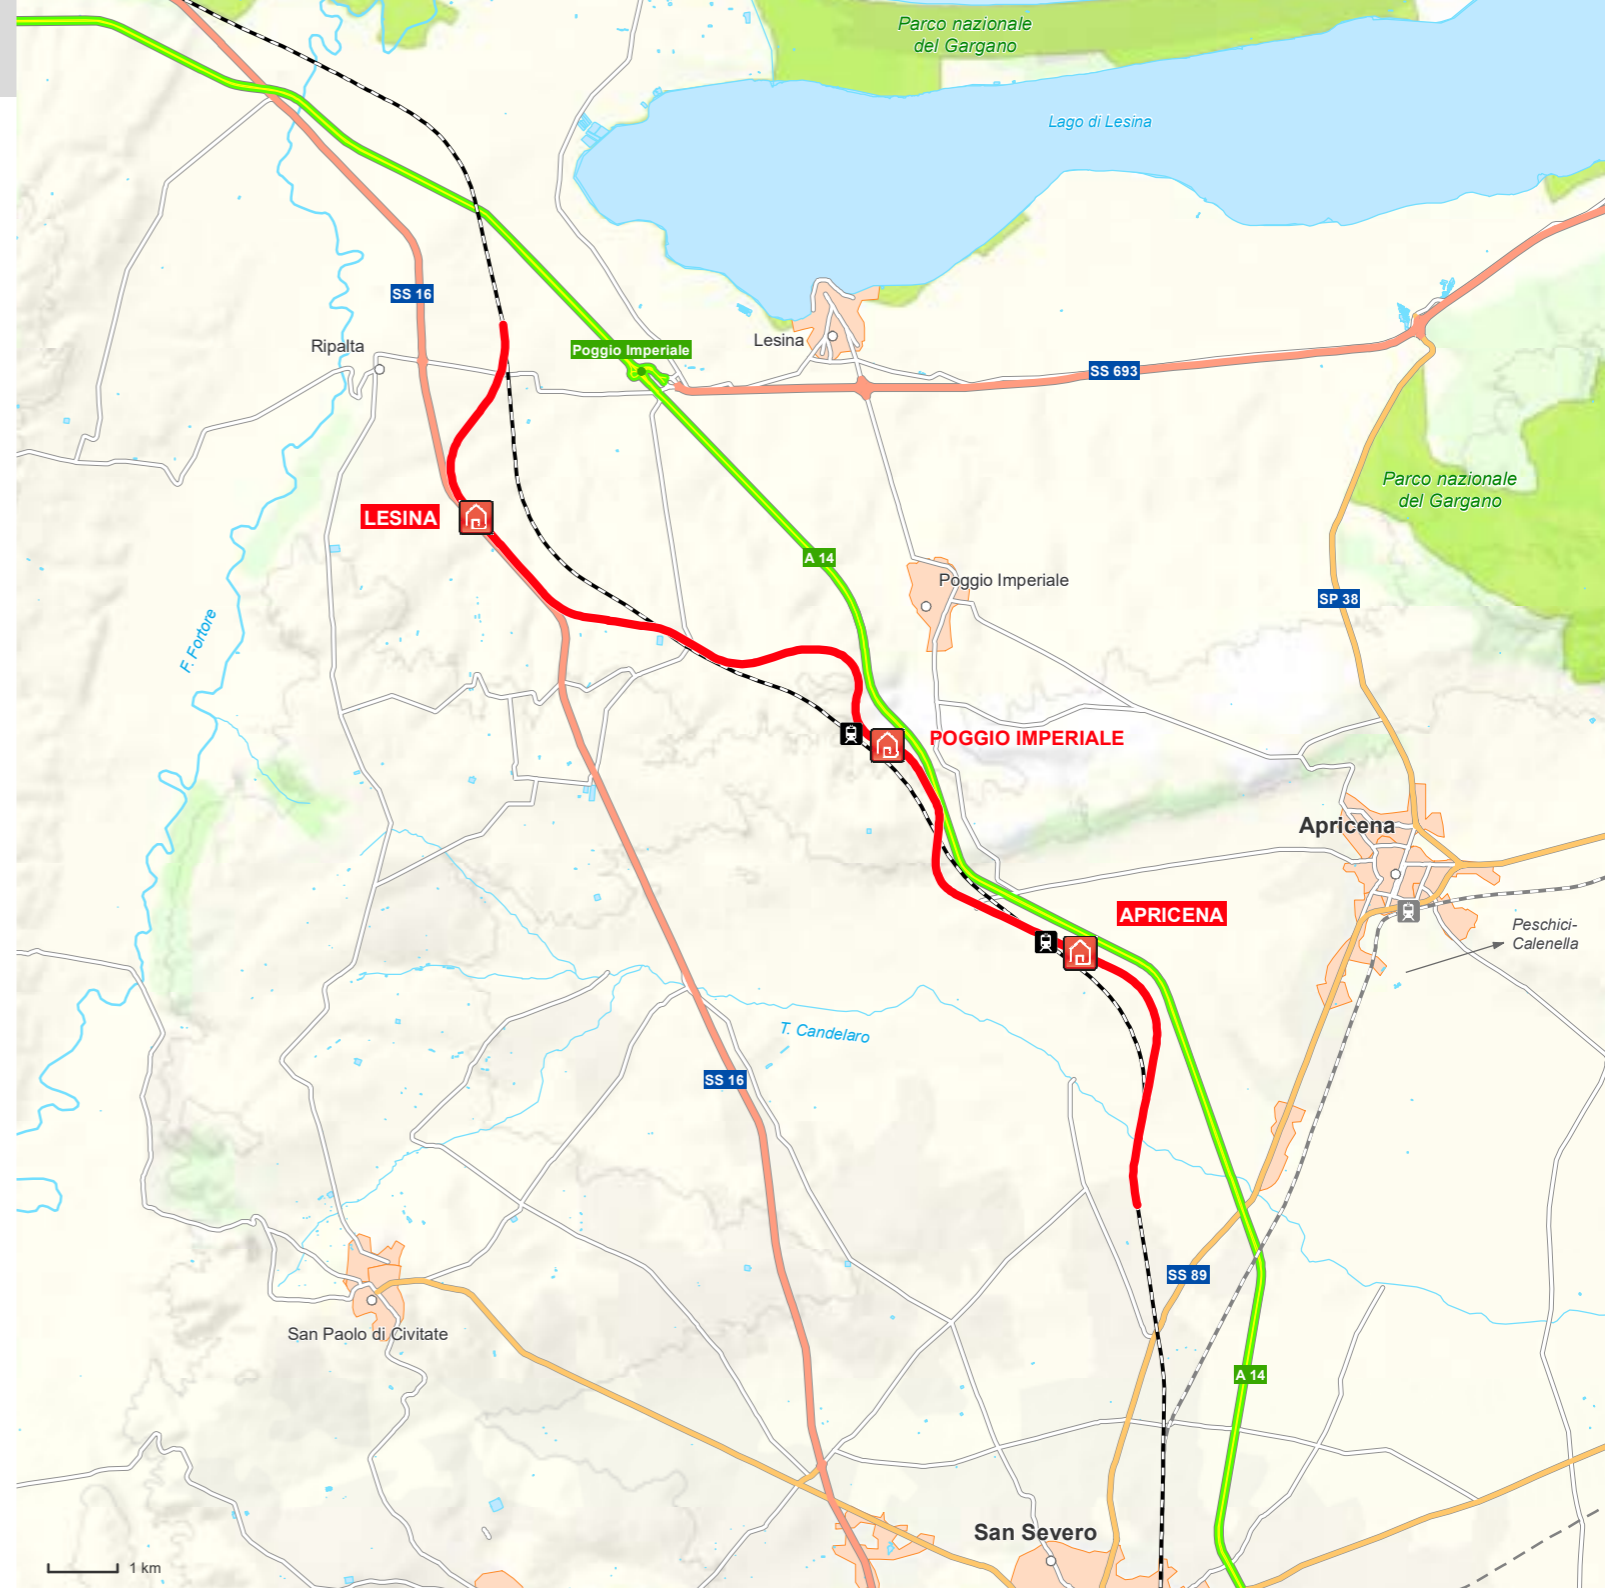 Parco nazionale
del Gargano
Lago di Lesina
SS 16
Ripalta
Poggio Imperiale
Lesina
SS 693
Parco nazionale
del Gargano
LESINA
A 14
Poggio Imperiale
SP 38
F. Fortore
POGGIO IMPERIALE
Apricena
APRICENA
Peschici-
Calenella
T. Candelaro
SS 16
SS 89
San Paolo di Civitate
A 14
San Severo
1 km